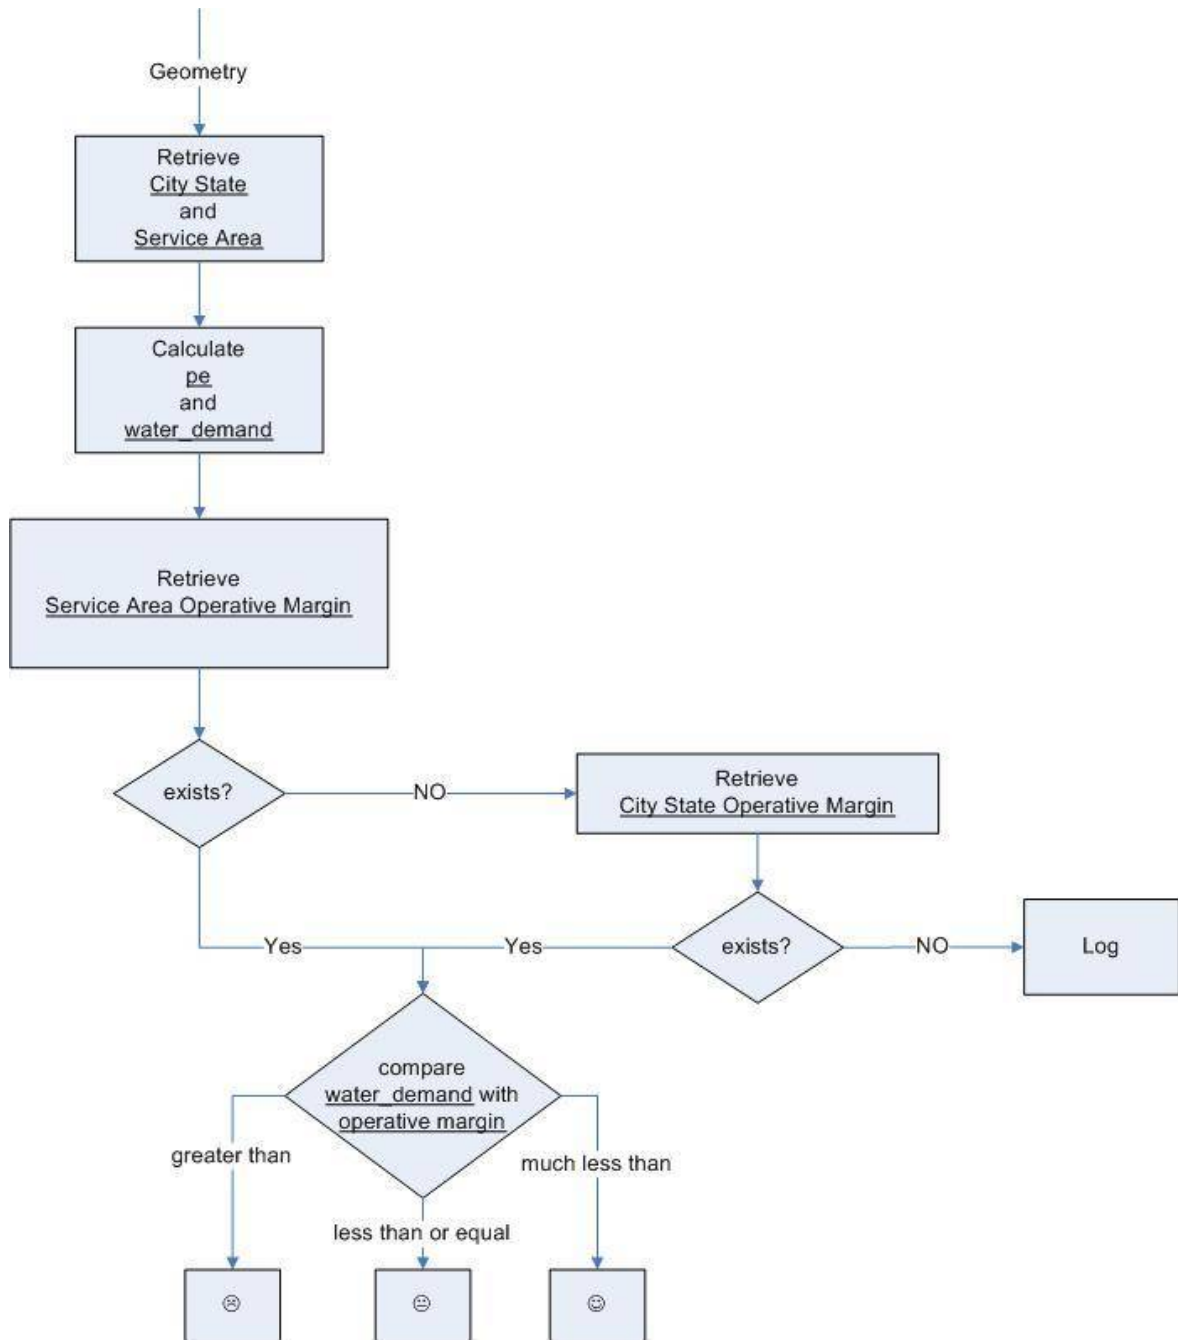 Geometry
Retrieve
City State
and
Service Area
Calculate
pe
and
water_demand
Retrieve
Service Area Operative Margin
exists?
NO
Retrieve
City State Operative Margin
Yes
Yes
exists?
NO
Log
compare
water_demand with
operative margin
greater than
much less than
less than or equal
☹
😐
☺